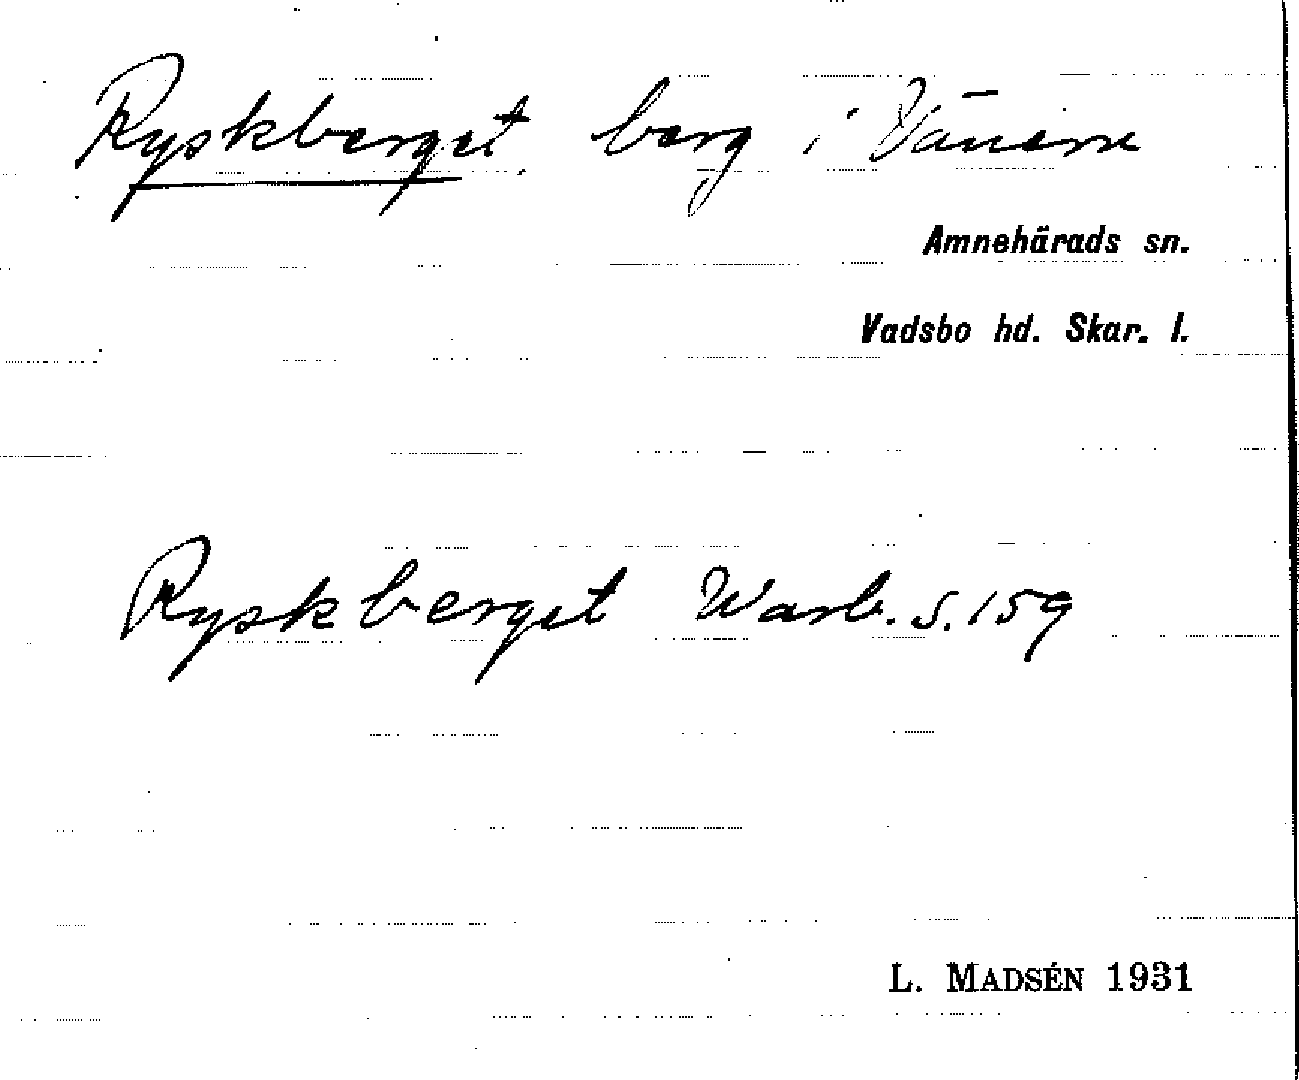 Ryskberget berg i Vänern
Amnehärads sn.
Vadsbo hd. Skar. l.
Ryskberget Warb. s. 159
L. MADSÉN 1931